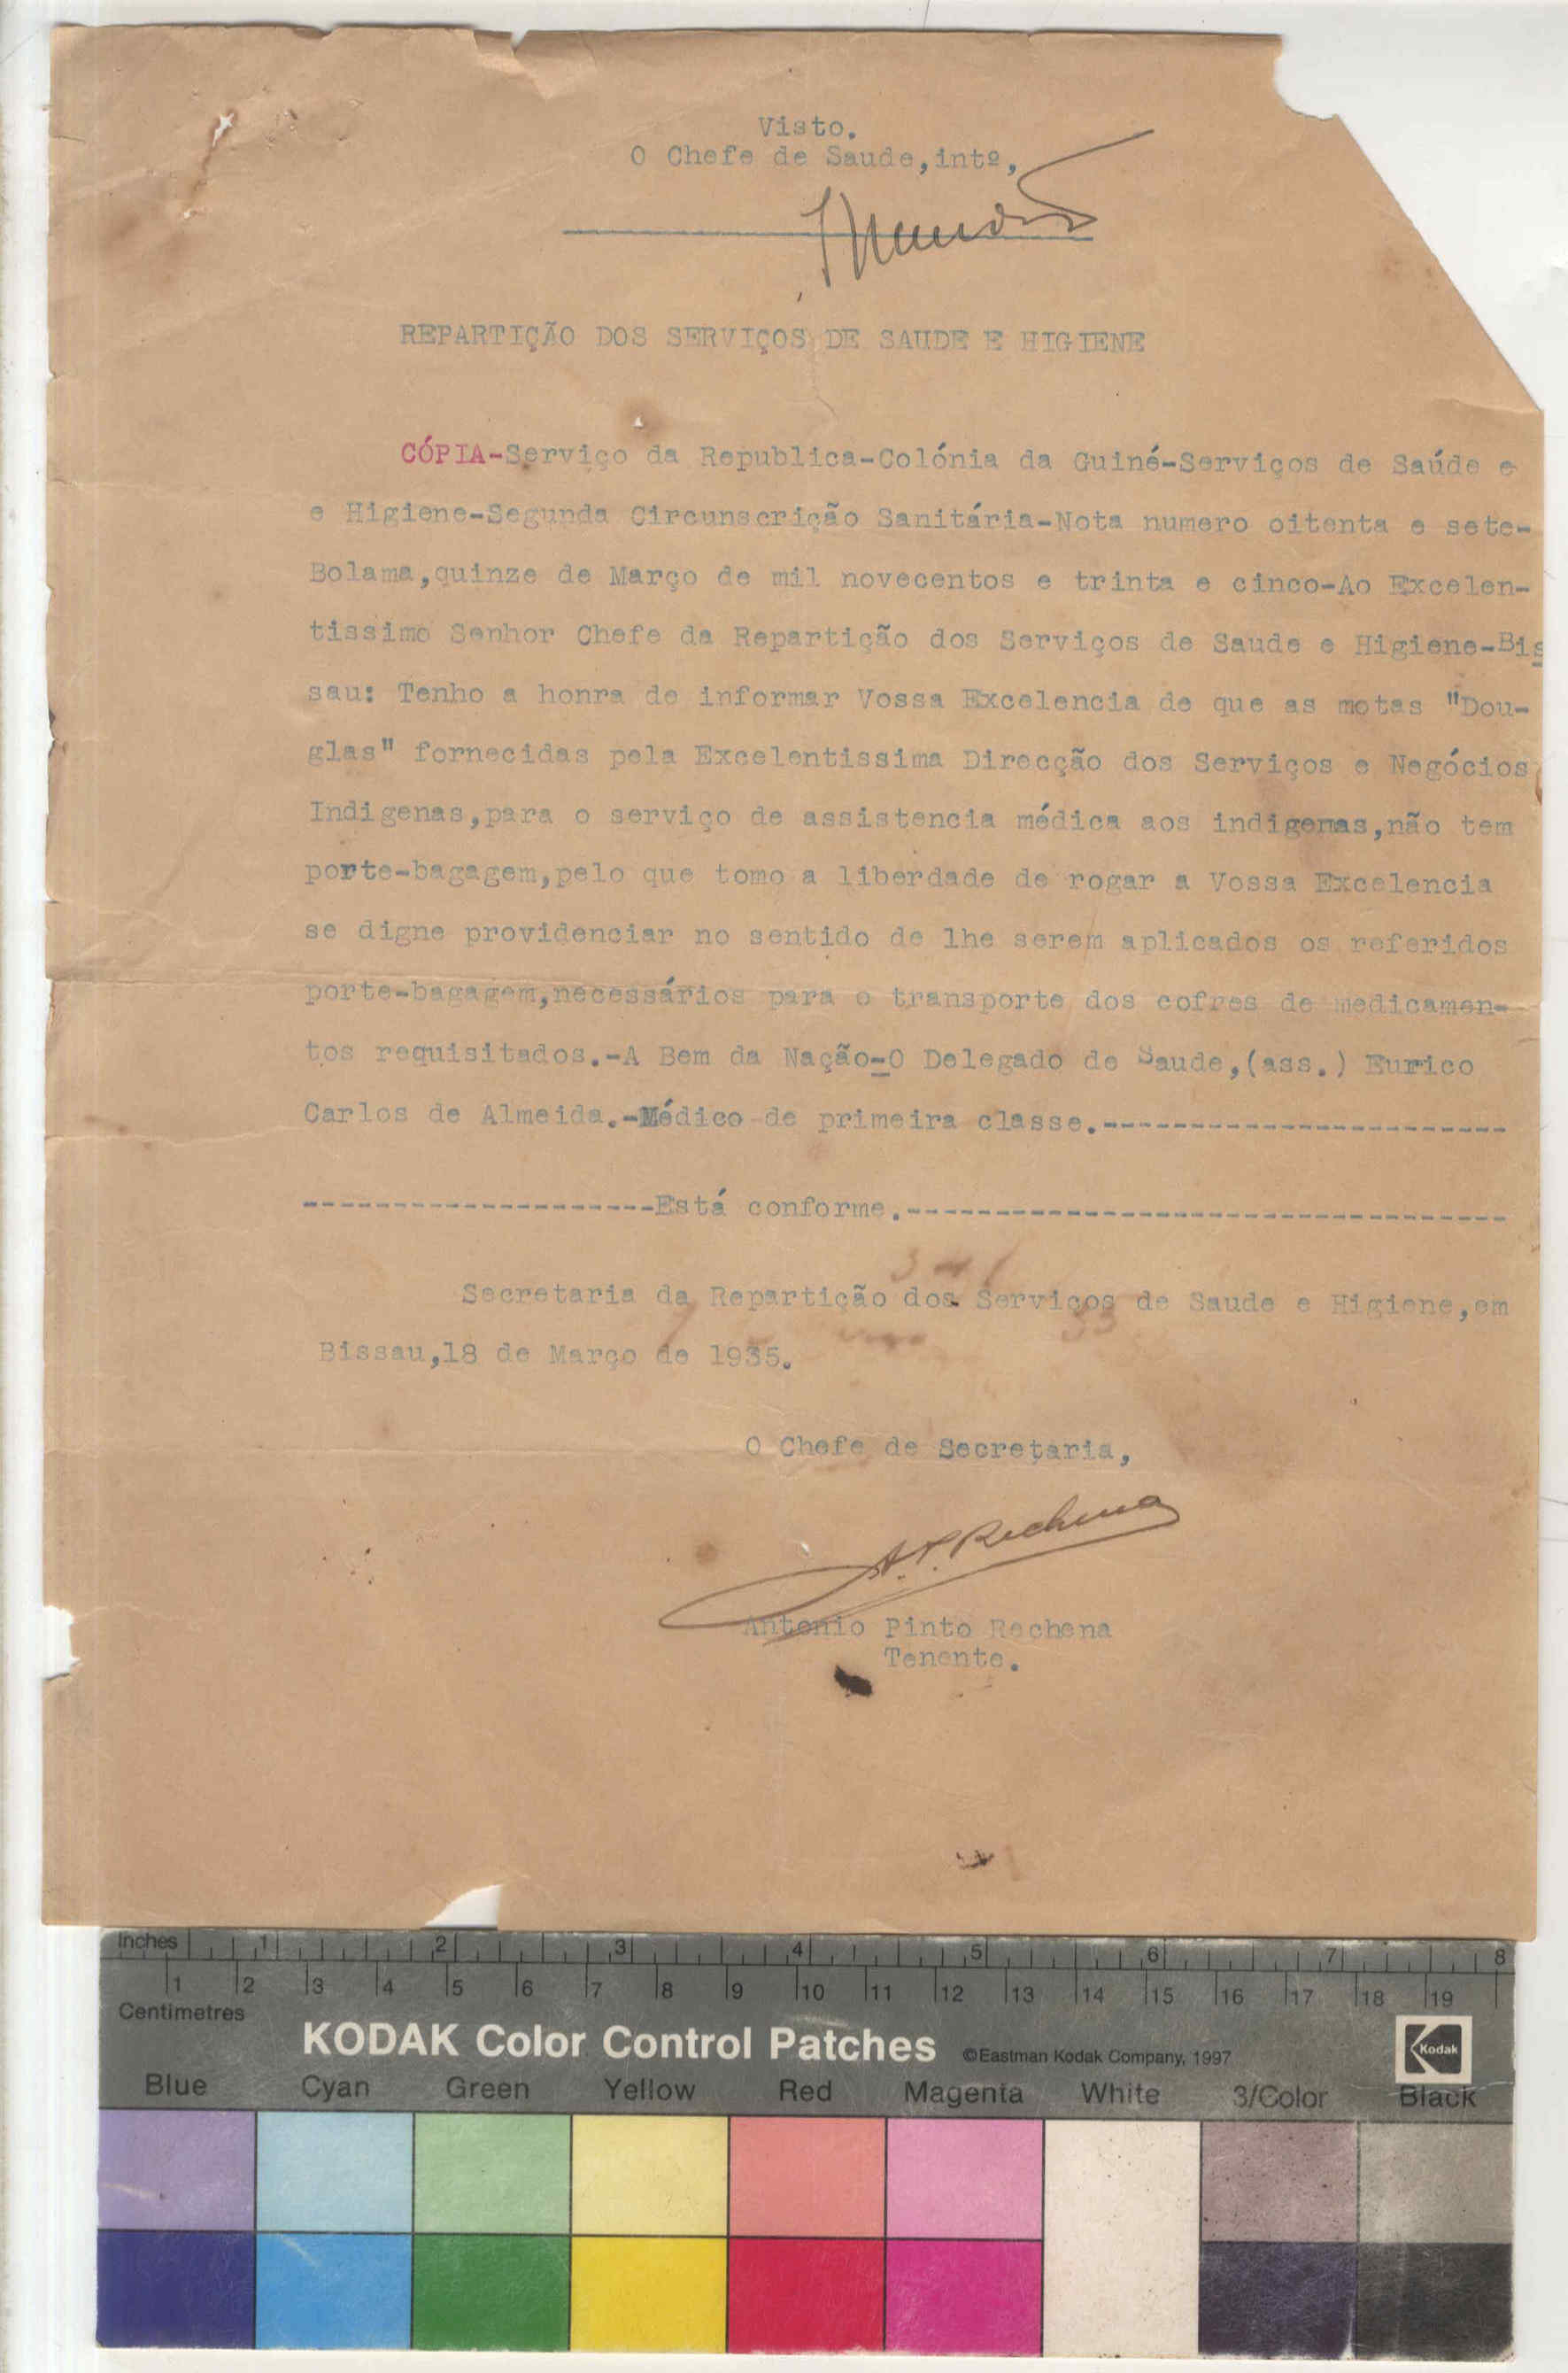 Visto.
O Chefe de Saude,intº,
REPARTIÇÃO DOS SERVIÇOS DE SAUDE E HIGIENE
CÓPIA-Serviço da Republica-Colónia da Guiné-Serviços de Saúde e
e Higiene-Segunda Circunscrição Sanitária-Nota numero oitenta e sete-
Bolama,quinze de Março de mil novecentos e trinta e cinco-Ao Excelen-
tissimo Senhor Chefe da Repartição dos Serviços de Saude e Higiene-Bis
sau: Tenho a honra de informar Vossa Excelencia de que as motas "Dou-
glas" fornecidas pela Excelentissima Direcção dos Serviços e Negócios
Indigenas,para o serviço de assistencia médica aos indigenas,não tem
porte-bagagem,pelo que tomo a liberdade de rogar a Vossa Excelencia
se digne providenciar no sentido de lhe serem aplicados os referidos
porte-bagagem,necessários para o transporte dos cofres de medicamen-
tos requisitados.-A Bem da Nação-O Delegado de Saude,(ass.) Eurico
Carlos de Almeida.-Médico de primeira classe.-----------------------
--------------------Está conforme.----------------------------------
Secretaria da Repartição dos Serviços de Saude e Higiene,em
Bissau,18 de Março de 1935.
O Chefe de Secretaria,
A.P.Rechena
Antonio Pinto Rechena
Tenente.
Inches 1 2 3 4 5 6 7 8
1 2 3 4 5 6 7 8 9 10 11 12 13 14 15 16 17 18 19
Centimetres
KODAK Color Control Patches ©Eastman Kodak Company, 1997 Kodak
Blue Cyan Green Yellow Red Magenta White 3/Color Black